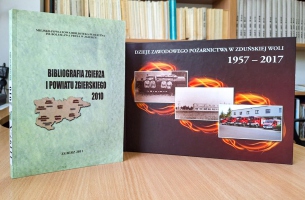 BIBLIOGRAFIA ZGIERZA
I POWIATU ZGIERSKIEGO
2010
DZIEJE ZAWODOWEGO POŻARNICTWA W ZDUŃSKIEJ WOLI
1957 - 2017